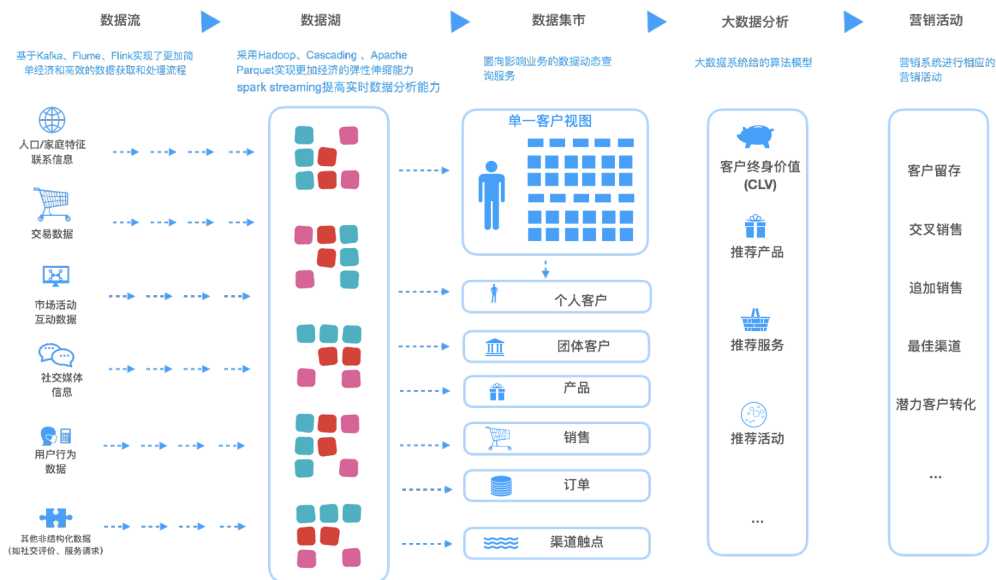 数据流
数据湖
数据集市
大数据分析
营销活动
基于Kafka、Flume、Flink实现了更加简
单经济和高效的数据获取和处理流程
采用Hadoop、Cascading 、Apache
Parquet实现更加经济的弹性伸缩能力
spark streaming提高实时数据分析能力
面向影响业务的数据动态查
询服务
大数据系统给的算法模型
营销系统进行相应的
营销活动
人口/家庭特征
联系信息
交易数据
市场活动
互动数据
社交媒体
信息
用户行为
数据
其他非结构化数据
(如社交评价、服务请求)
单一客户视图
个人客户
团体客户
产品
销售
订单
渠道触点
客户终身价值
(CLV)
推荐产品
推荐服务
推荐活动
...
客户留存
交叉销售
追加销售
最佳渠道
潜力客户转化
...